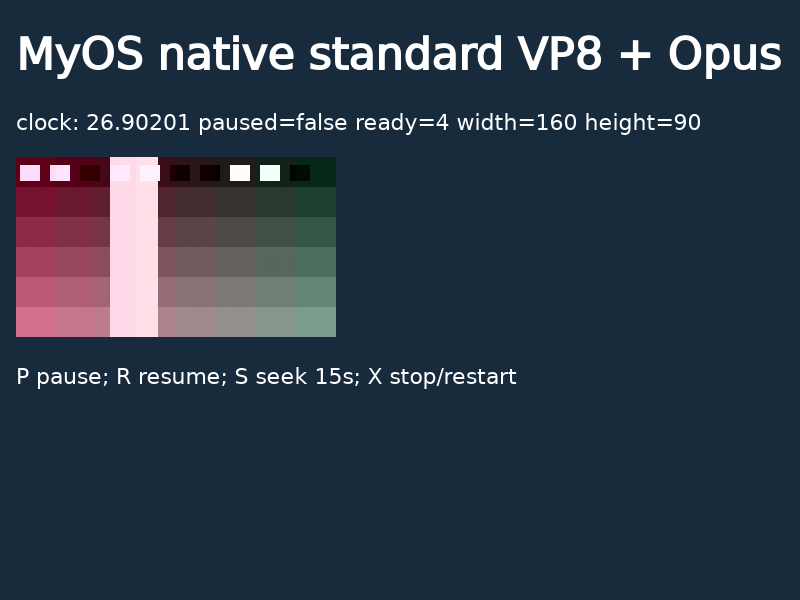 MyOS native standard VP8 + Opus
clock: 26.90201 paused=false ready=4 width=160 height=90
P pause; R resume; S seek 15s; X stop/restart